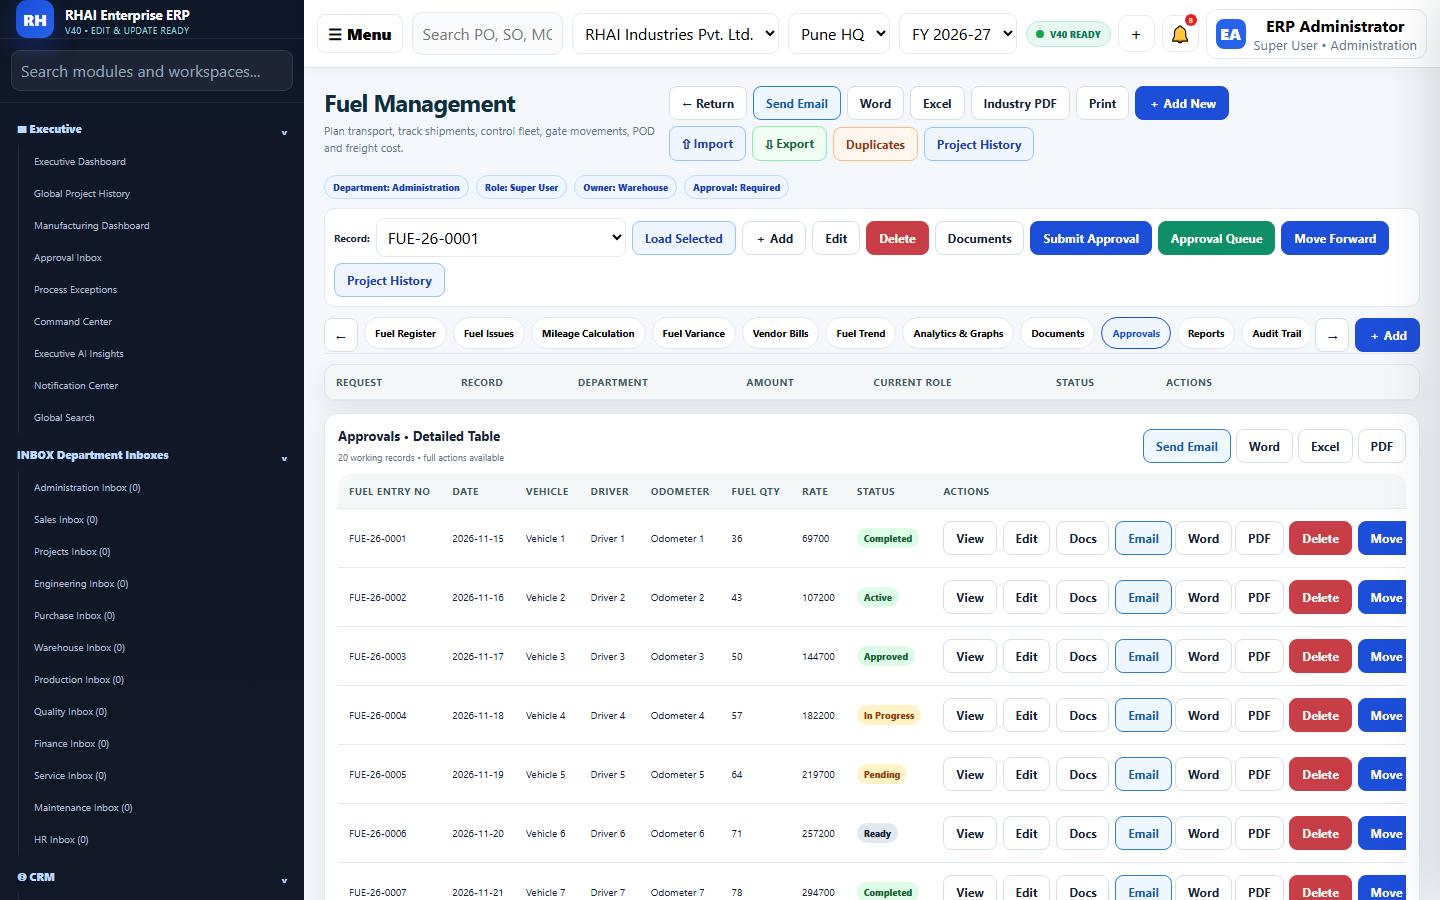 RH
RHAI Enterprise ERP
V40 • EDIT & UPDATE READY
Search modules and workspaces...
Executive
Executive Dashboard
Global Project History
Manufacturing Dashboard
Approval Inbox
Process Exceptions
Command Center
Executive AI Insights
Notification Center
Global Search
INBOX Department Inboxes
Administration Inbox (0)
Sales Inbox (0)
Projects Inbox (0)
Engineering Inbox (0)
Purchase Inbox (0)
Warehouse Inbox (0)
Production Inbox (0)
Quality Inbox (0)
Finance Inbox (0)
Service Inbox (0)
Maintenance Inbox (0)
HR Inbox (0)
CRM
☰ Menu
Search PO, SO, MO
RHAI Industries Pvt. Ltd.
Pune HQ
FY 2026-27
V40 READY
+
8
EA
ERP Administrator
Super User • Administration
Fuel Management
Plan transport, track shipments, control fleet, gate movements, POD
and freight cost.
← Return
Send Email
Word
Excel
Industry PDF
Print
+ Add New
⇧ Import
⇩ Export
Duplicates
Project History
Department: Administration
Role: Super User
Owner: Warehouse
Approval: Required
Record:
FUE-26-0001
Load Selected
+ Add
Edit
Delete
Documents
Submit Approval
Approval Queue
Move Forward
Project History
←
Fuel Register
Fuel Issues
Mileage Calculation
Fuel Variance
Vendor Bills
Fuel Trend
Analytics & Graphs
Documents
Approvals
Reports
Audit Trail
→
+ Add
REQUEST RECORD DEPARTMENT AMOUNT CURRENT ROLE STATUS ACTIONS
Approvals • Detailed Table
20 working records • full actions available
Send Email
Word
Excel
PDF
FUEL ENTRY NO DATE VEHICLE DRIVER ODOMETER FUEL QTY RATE STATUS ACTIONS
FUE-26-0001 2026-11-15 Vehicle 1 Driver 1 Odometer 1 36 69700 Completed View Edit Docs Email Word PDF Delete Move
FUE-26-0002 2026-11-16 Vehicle 2 Driver 2 Odometer 2 43 107200 Active View Edit Docs Email Word PDF Delete Move
FUE-26-0003 2026-11-17 Vehicle 3 Driver 3 Odometer 3 50 144700 Approved View Edit Docs Email Word PDF Delete Move
FUE-26-0004 2026-11-18 Vehicle 4 Driver 4 Odometer 4 57 182200 In Progress View Edit Docs Email Word PDF Delete Move
FUE-26-0005 2026-11-19 Vehicle 5 Driver 5 Odometer 5 64 219700 Pending View Edit Docs Email Word PDF Delete Move
FUE-26-0006 2026-11-20 Vehicle 6 Driver 6 Odometer 6 71 257200 Ready View Edit Docs Email Word PDF Delete Move
FUE-26-0007 2026-11-21 Vehicle 7 Driver 7 Odometer 7 78 294700 Completed View Edit Docs Email Word PDF Delete Move